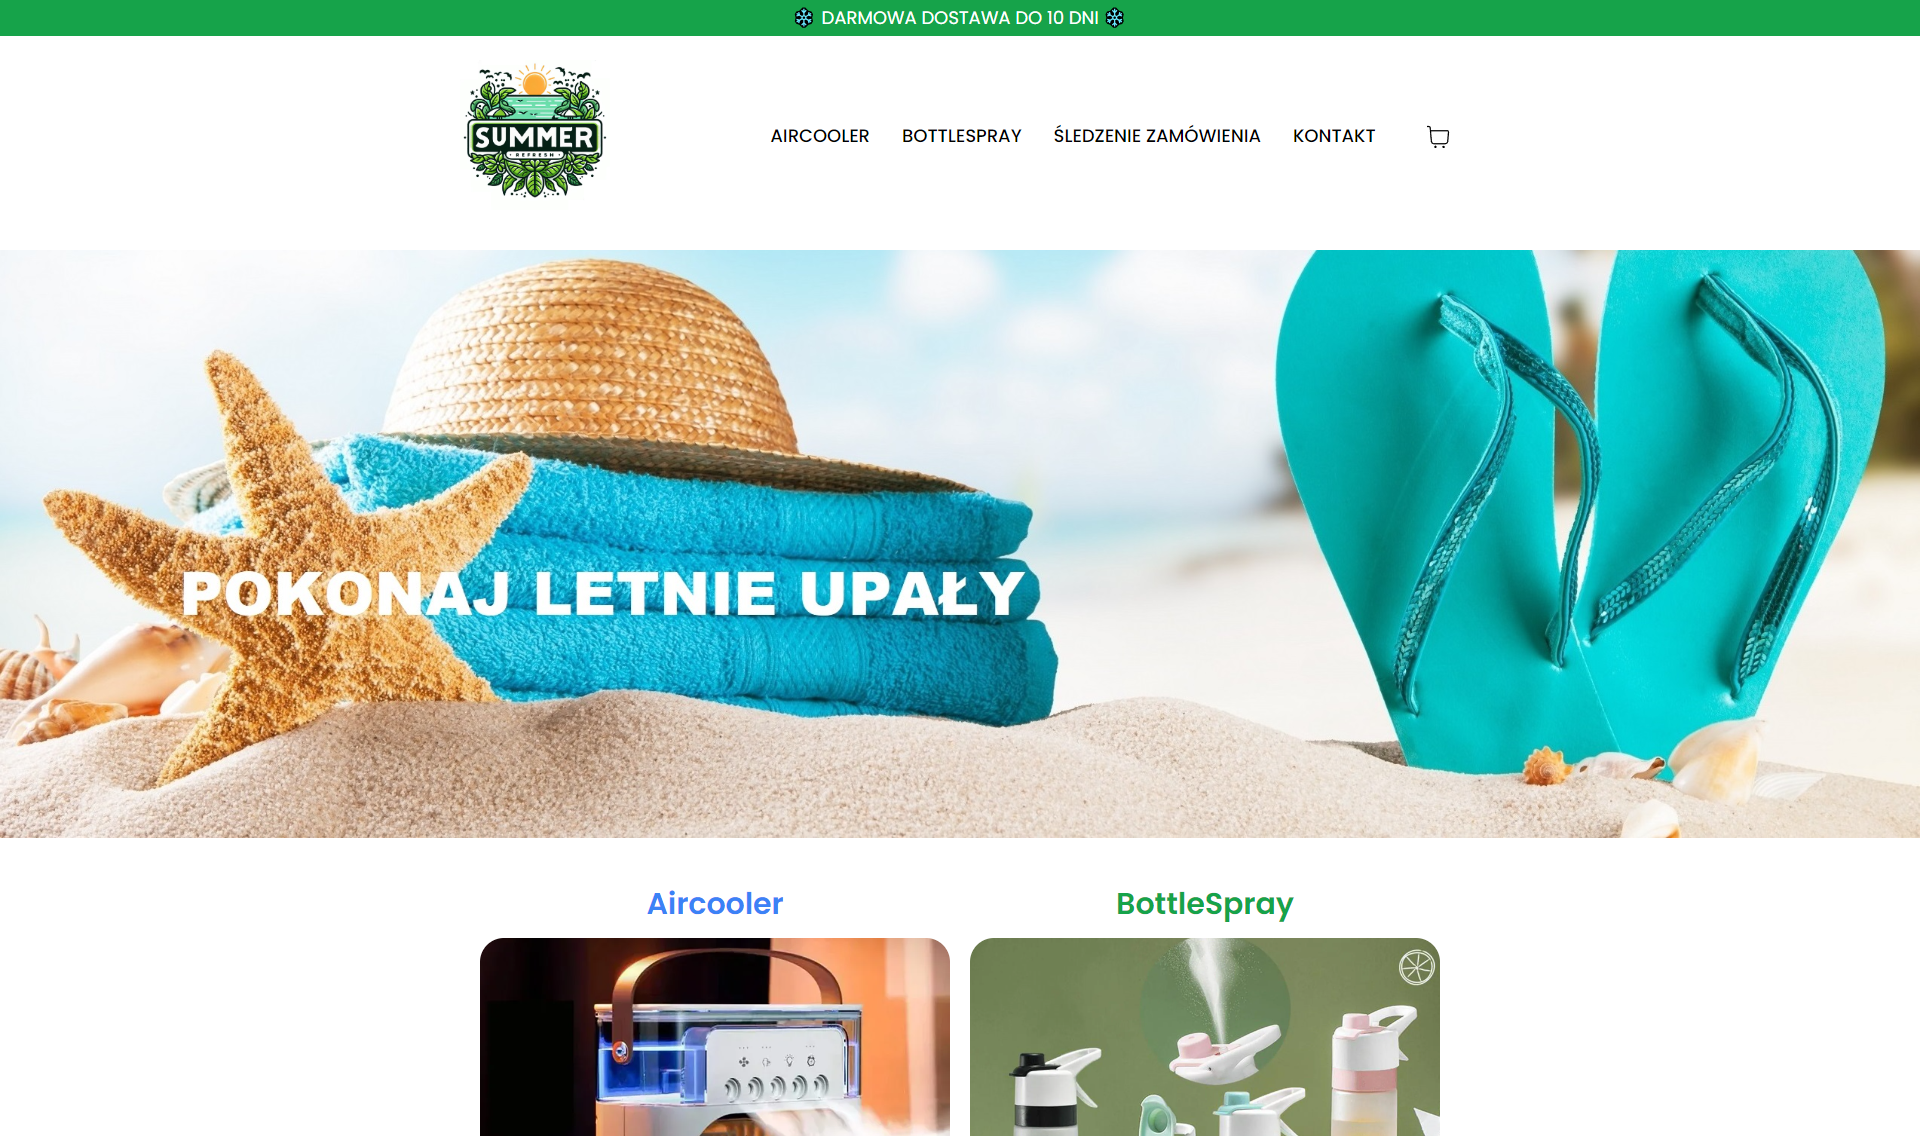 DARMOWA DOSTAWA DO 10 DNI
SUMMER
REFRESH
AIRCOOLER
BOTTLESPRAY
ŚLEDZENIE ZAMÓWIENIA
KONTAKT
POKONAJ LETNIE UPAŁY
Aircooler
BottleSpray